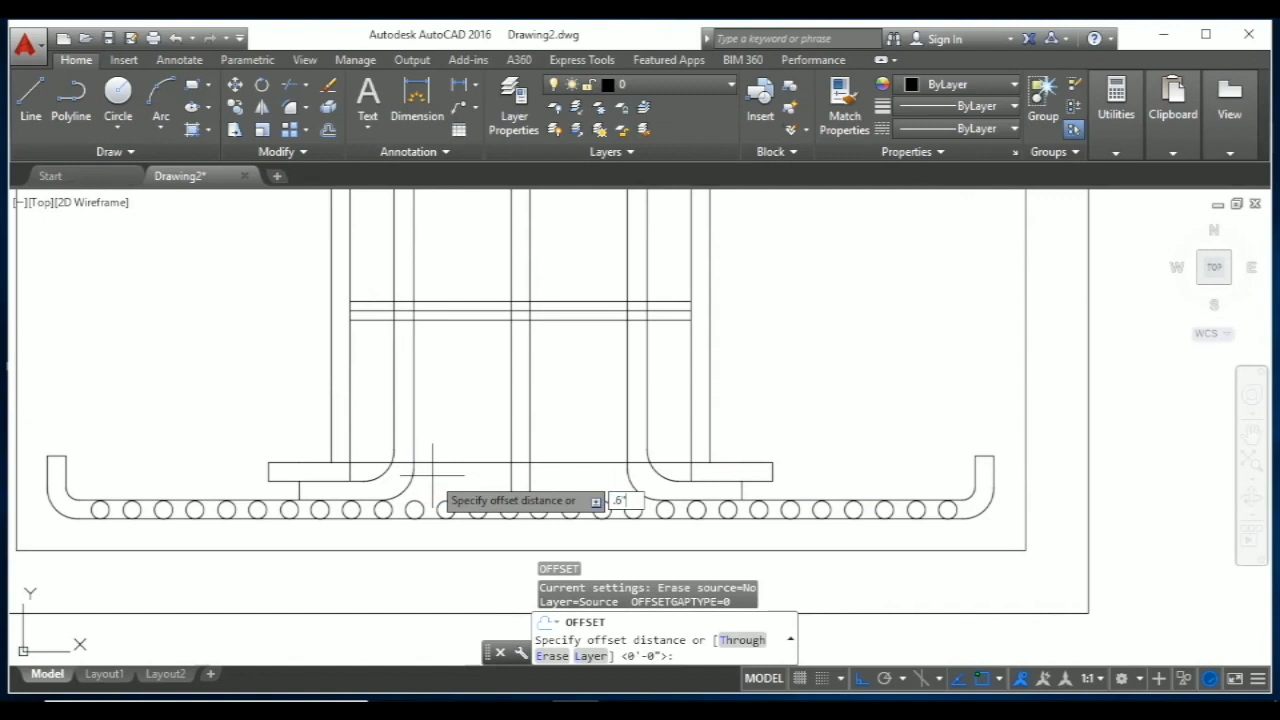 Autodesk AutoCAD 2016 Drawing2.dwg
Type a keyword or phrase
Sign In
Home Insert Annotate Parametric View Manage Output Add-ins A360 Express Tools Featured Apps BIM 360 Performance
0
ByLayer
ByLayer
ByLayer
Line Polyline Circle Arc
Text Dimension
Layer
Properties
Insert
Match
Properties
Group
Utilities Clipboard View
Draw Modify Annotation Layers Block Properties Groups
Start Drawing2*
[−][Top][2D Wireframe]
N
W TOP E
S
WCS
Specify offset distance or .6"
OFFSET
Current settings: Erase source=No
Layer=Source OFFSETGAPTYPE=0
OFFSET
Specify offset distance or [Through
Erase Layer] <0'-0">:
Y
X
Model Layout1 Layout2 +
MODEL 1:1